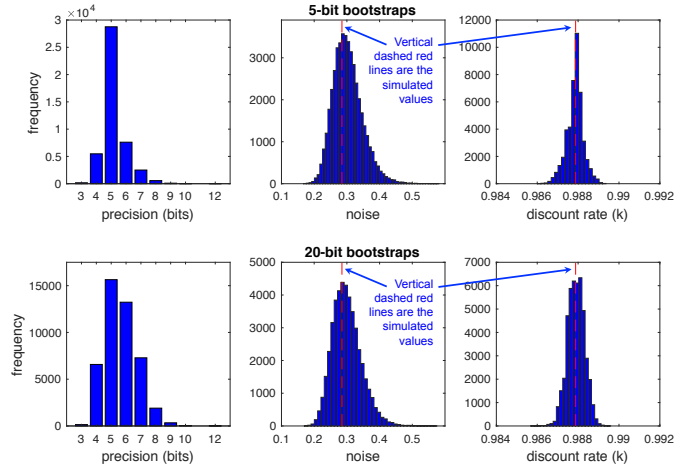 5-bit bootstraps
×10⁴
3
2.5
2
1.5
1
0.5
0
frequency
3 4 5 6 7 8 9 10 12
precision (bits)
3000
2000
1000
0
0.1 0.2 0.3 0.4 0.5
noise
Vertical
dashed red
lines are the
simulated
values
12000
10000
8000
6000
4000
2000
0
0.984 0.986 0.988 0.99 0.992
discount rate (k)
20-bit bootstraps
15000
10000
5000
0
frequency
3 4 5 6 7 8 9 10 12
precision (bits)
5000
4000
3000
2000
1000
0
0.1 0.2 0.3 0.4 0.5
noise
Vertical
dashed red
lines are the
simulated
values
7000
6000
5000
4000
3000
2000
1000
0
0.984 0.986 0.988 0.99 0.992
discount rate (k)